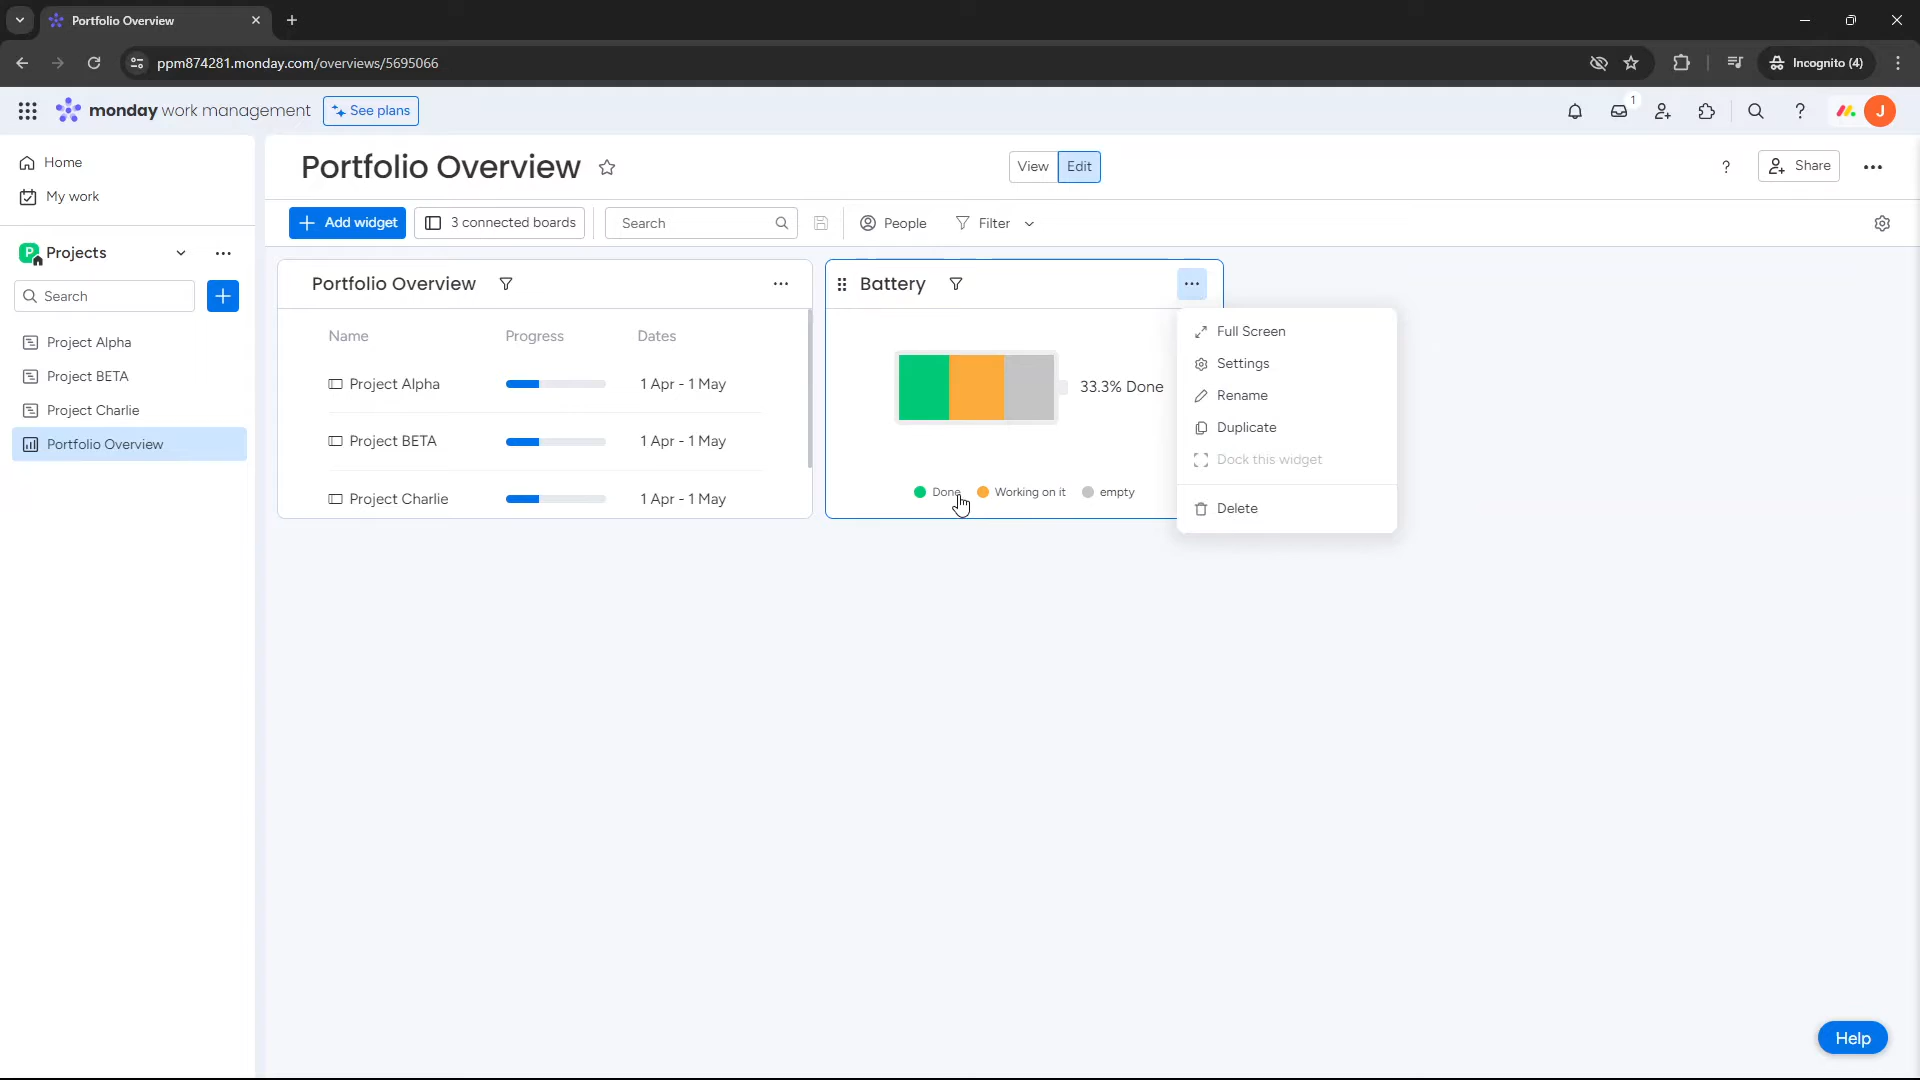 Portfolio Overview
ppm874281.monday.com/overviews/5695066
Incognito (4)
monday work management
See plans
1
J
Home
My work
P Projects
Search
Project Alpha
Project BETA
Project Charlie
Portfolio Overview
Portfolio Overview
View
Edit
?
Share
Add widget
3 connected boards
Search
People
Filter
Portfolio Overview
Name Progress Dates
Project Alpha 1 Apr - 1 May
Project BETA 1 Apr - 1 May
Project Charlie 1 Apr - 1 May
Battery
33.3% Done
Done Working on it empty
Full Screen
Settings
Rename
Duplicate
Dock this widget
Delete
Help